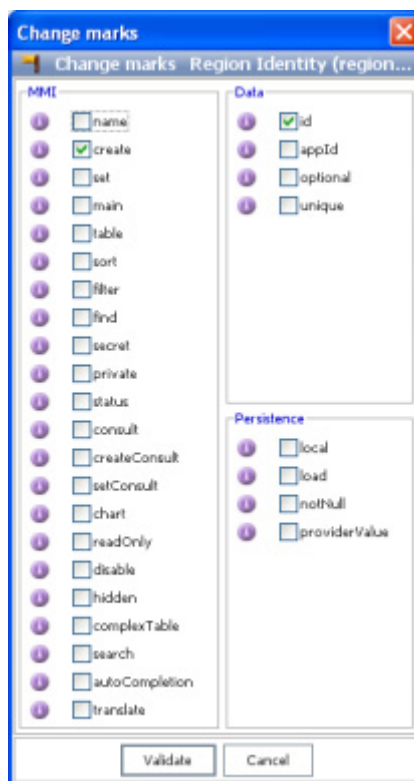 Change marks
Change marks Region Identity (region...
MMI
name
create
set
main
table
sort
filter
find
secret
private
status
consult
createConsult
setConsult
chart
readOnly
disable
hidden
complexTable
search
autoCompletion
translate
Data
id
appId
optional
unique
Persistence
local
load
notNull
providerValue
Validate
Cancel